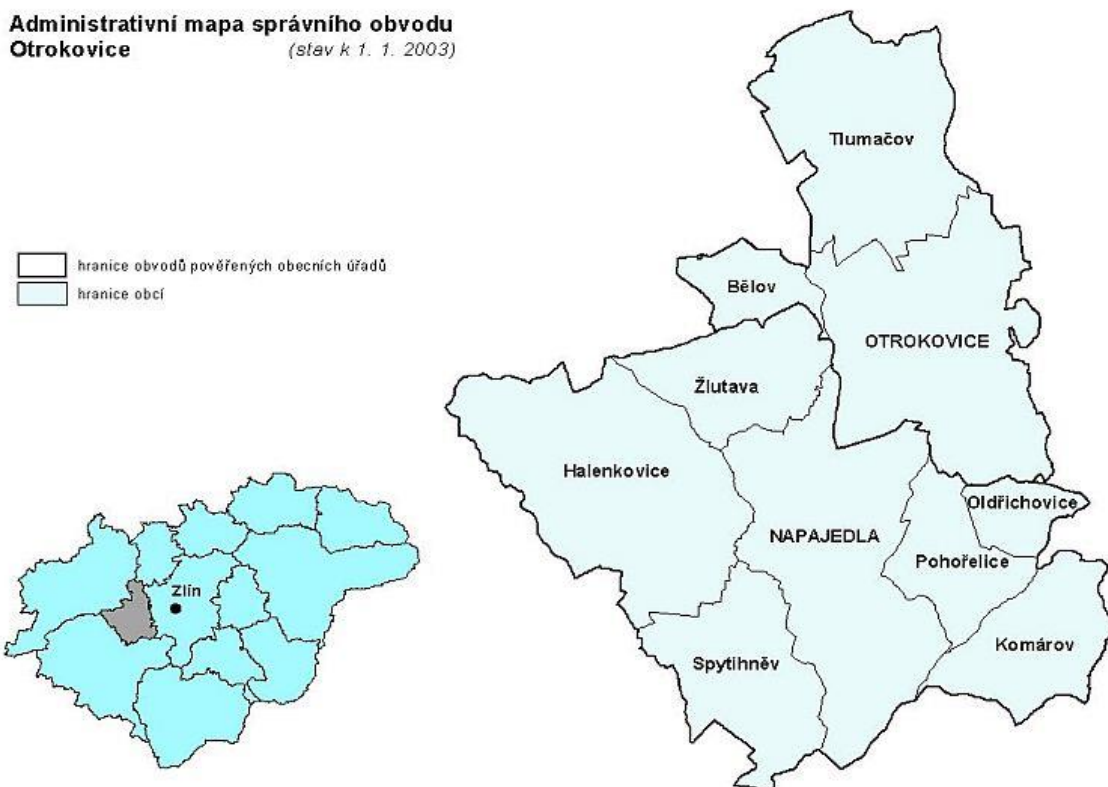 Administrativní mapa správního obvodu
Otrokovice (stav k 1. 1. 2003)
hranice obvodů pověřených obecních úřadů
hranice obcí
Tlumačov
Bělov
OTROKOVICE
Žlutava
Halenkovice
Oldřichovice
NAPAJEDLA
Pohořelice
Komárov
Spytihněv
Zlín